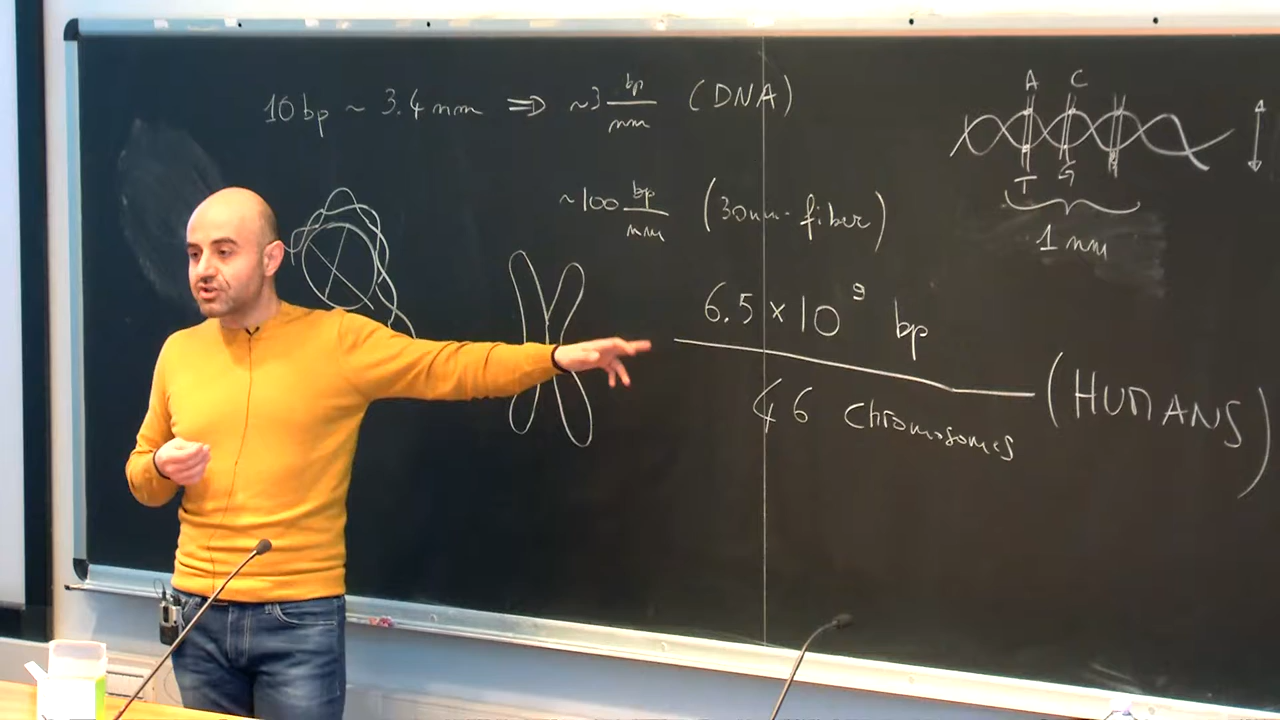 10 bp ~ 3.4 nm ⇒ ~3 bp/nm (DNA)
~100 bp/nm (30nm-fiber)
6.5 × 10⁹ bp
46 Chromosomes
(HUMANS)
A C
T G
1 nm